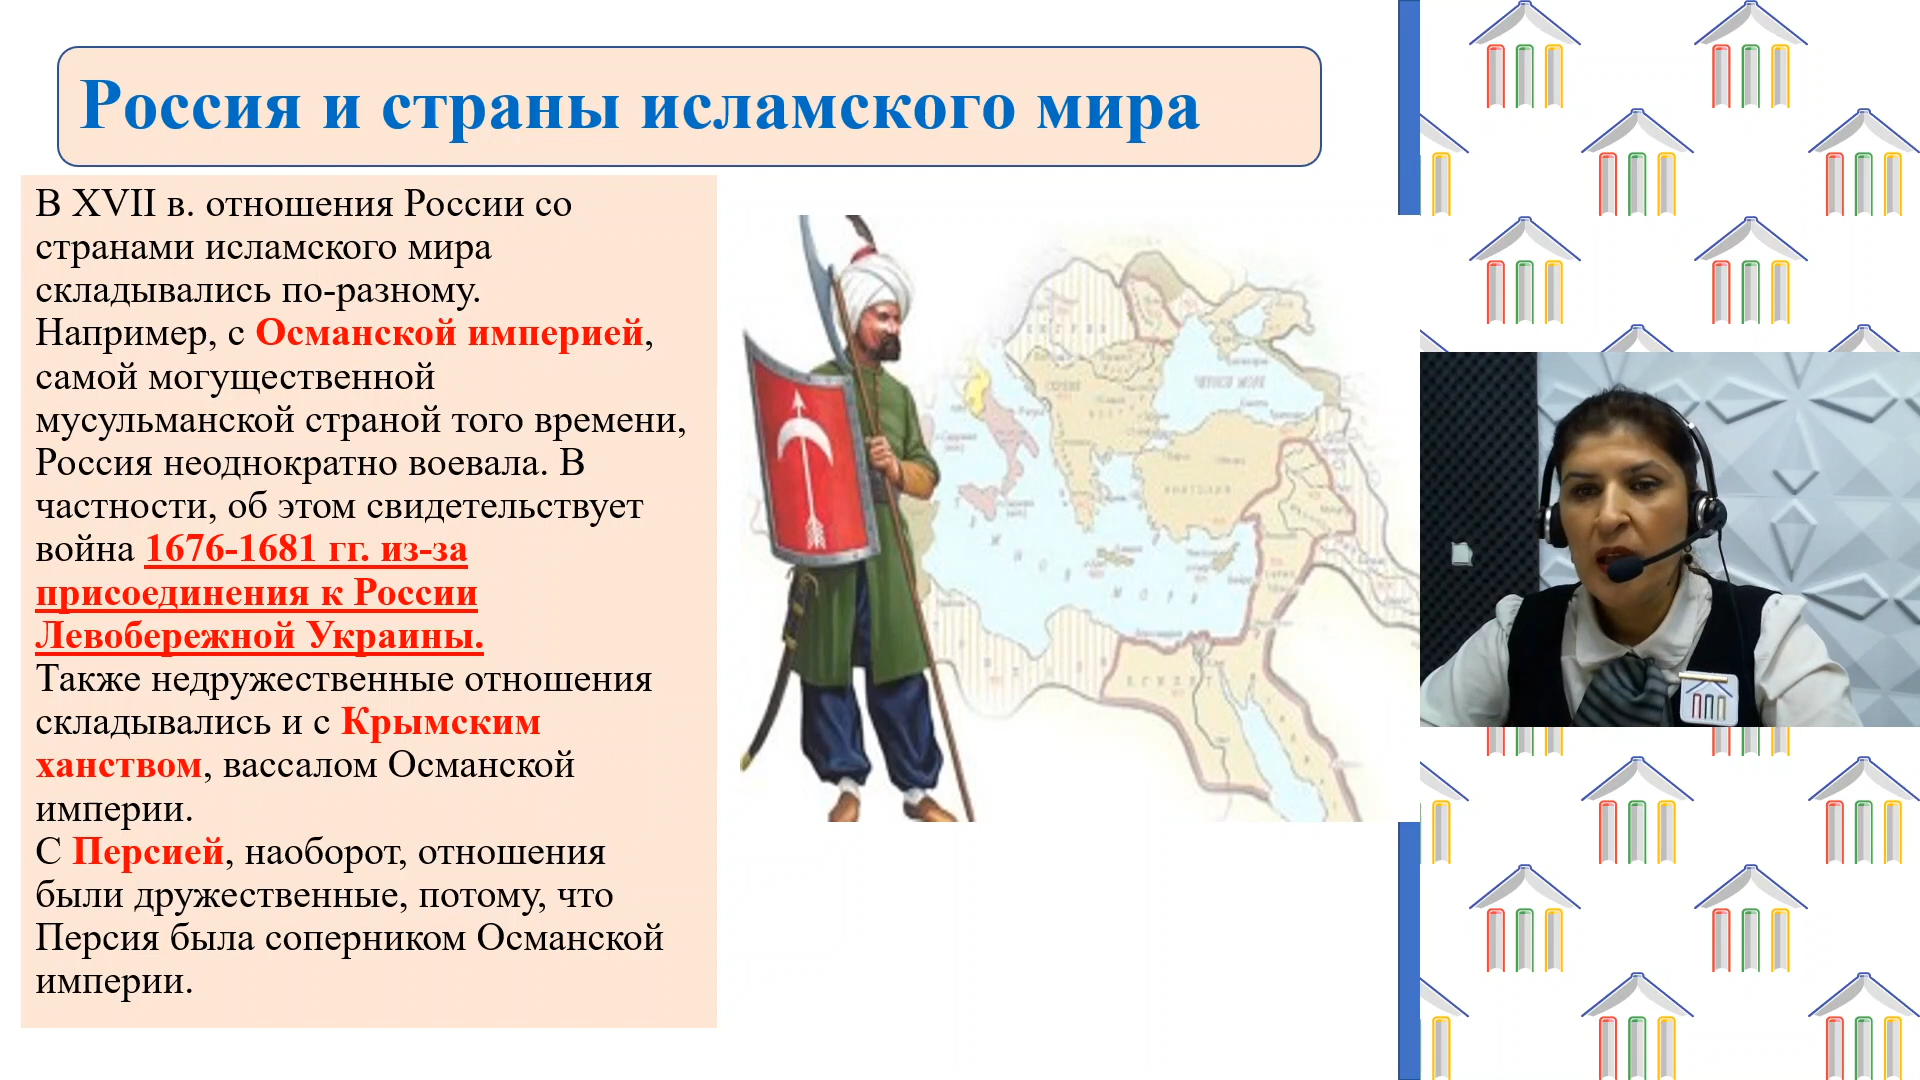 Россия и страны исламского мира
В XVII в. отношения России со
странами исламского мира
складывались по-разному.
Например, с Османской империей,
самой могущественной
мусульманской страной того времени,
Россия неоднократно воевала. В
частности, об этом свидетельствует
война 1676-1681 гг. из-за
присоединения к России
Левобережной Украины.
Также недружественные отношения
складывались и с Крымским
ханством, вассалом Османской
империи.
С Персией, наоборот, отношения
были дружественные, потому, что
Персия была соперником Османской
империи.